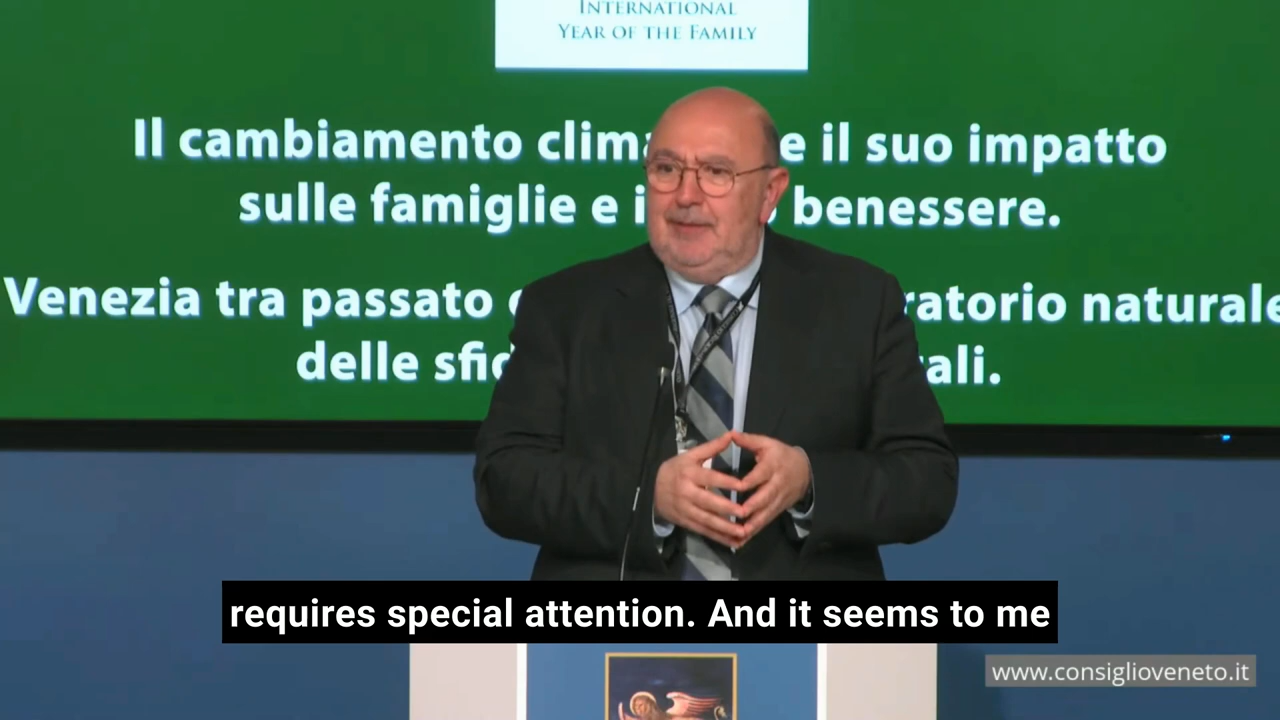 INTERNATIONAL
YEAR OF THE FAMILY
Il cambiamento clima e il suo impatto
sulle famiglie e i benessere.
Venezia tra passato ratorio naturale
delle sfid ali.
requires special attention. And it seems to me
www.consiglioveneto.it